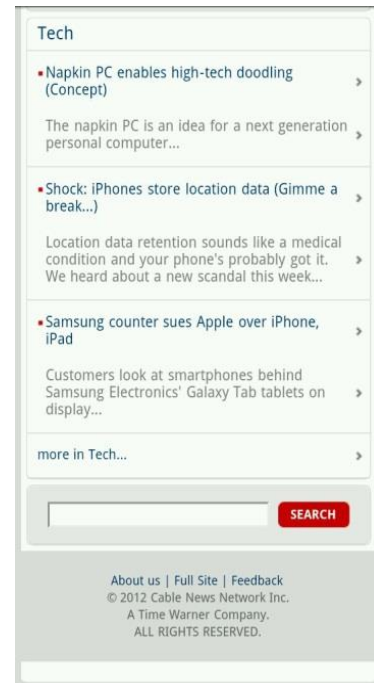 Tech
Napkin PC enables high-tech doodling
(Concept)
The napkin PC is an idea for a next generation
personal computer...
Shock: iPhones store location data (Gimme a
break...)
Location data retention sounds like a medical
condition and your phone's probably got it.
We heard about a new scandal this week...
Samsung counter sues Apple over iPhone,
iPad
Customers look at smartphones behind
Samsung Electronics' Galaxy Tab tablets on
display...
more in Tech...
SEARCH
About us | Full Site | Feedback
© 2012 Cable News Network Inc.
A Time Warner Company.
ALL RIGHTS RESERVED.